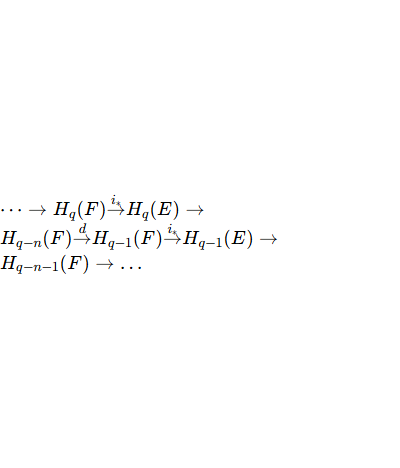 ⋯ → H_q(F) →^{i_*} H_q(E) →
H_{q−n}(F) →^{d} H_{q−1}(F) →^{i_*} H_{q−1}(E) →
H_{q−n−1}(F) → …